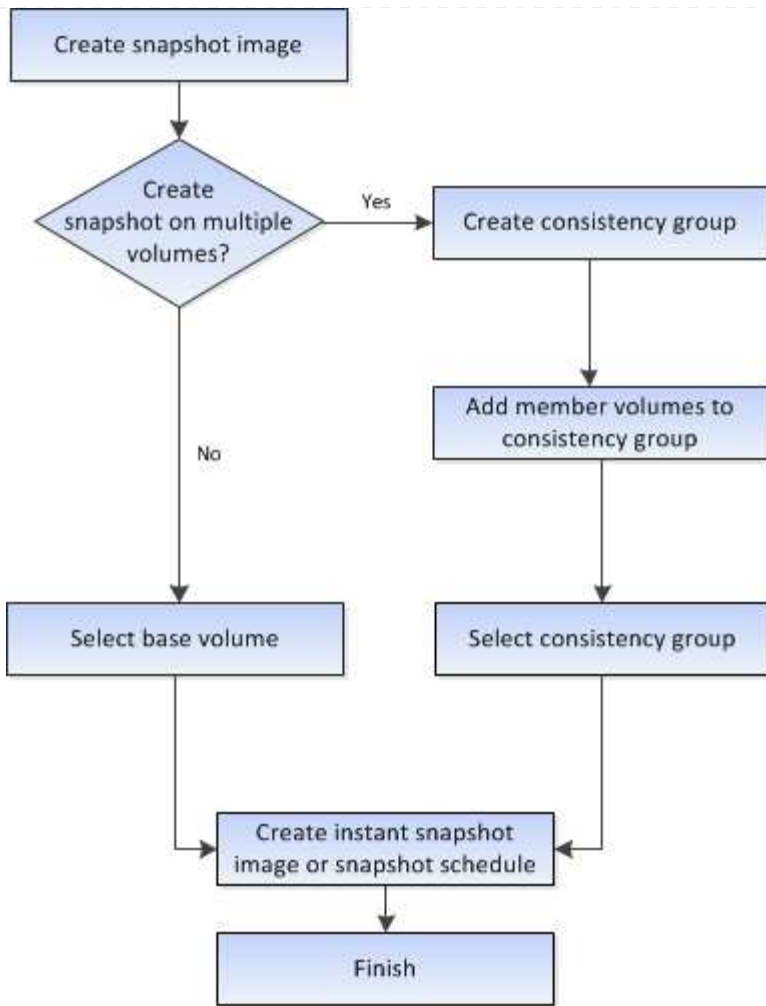 Create snapshot image
Create
snapshot on multiple
volumes?
Yes
Create consistency group
Add member volumes to
consistency group
No
Select base volume
Select consistency group
Create instant snapshot
image or snapshot schedule
Finish